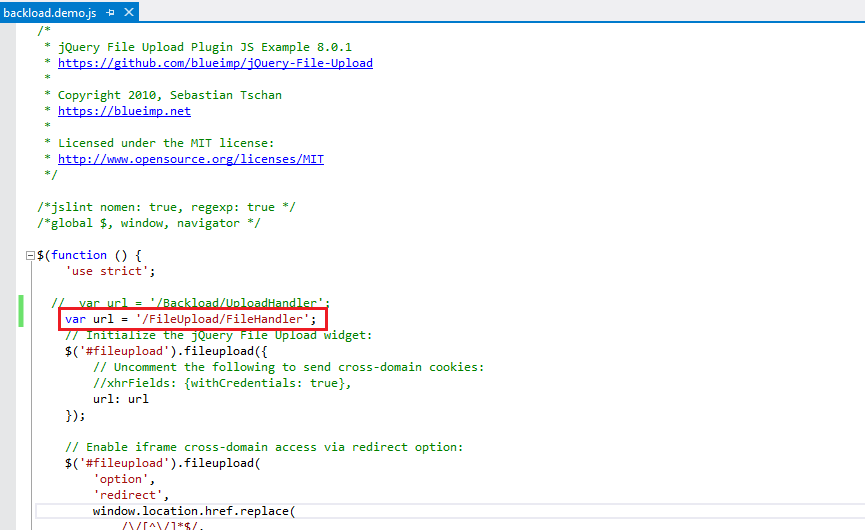 backload.demo.js
/*
 * jQuery File Upload Plugin JS Example 8.0.1
 * https://github.com/blueimp/jQuery-File-Upload
 *
 * Copyright 2010, Sebastian Tschan
 * https://blueimp.net
 *
 * Licensed under the MIT license:
 * http://www.opensource.org/licenses/MIT
 */
/*jslint nomen: true, regexp: true */
/*global $, window, navigator */
$(function () {
    'use strict';
  //  var url = '/Backload/UploadHandler';
    var url = '/FileUpload/FileHandler';
    // Initialize the jQuery File Upload widget:
    $('#fileupload').fileupload({
        // Uncomment the following to send cross-domain cookies:
        //xhrFields: {withCredentials: true},
        url: url
    });
    // Enable iframe cross-domain access via redirect option:
    $('#fileupload').fileupload(
        'option',
        'redirect',
        window.location.href.replace(
            /\/[^\/]*$/,